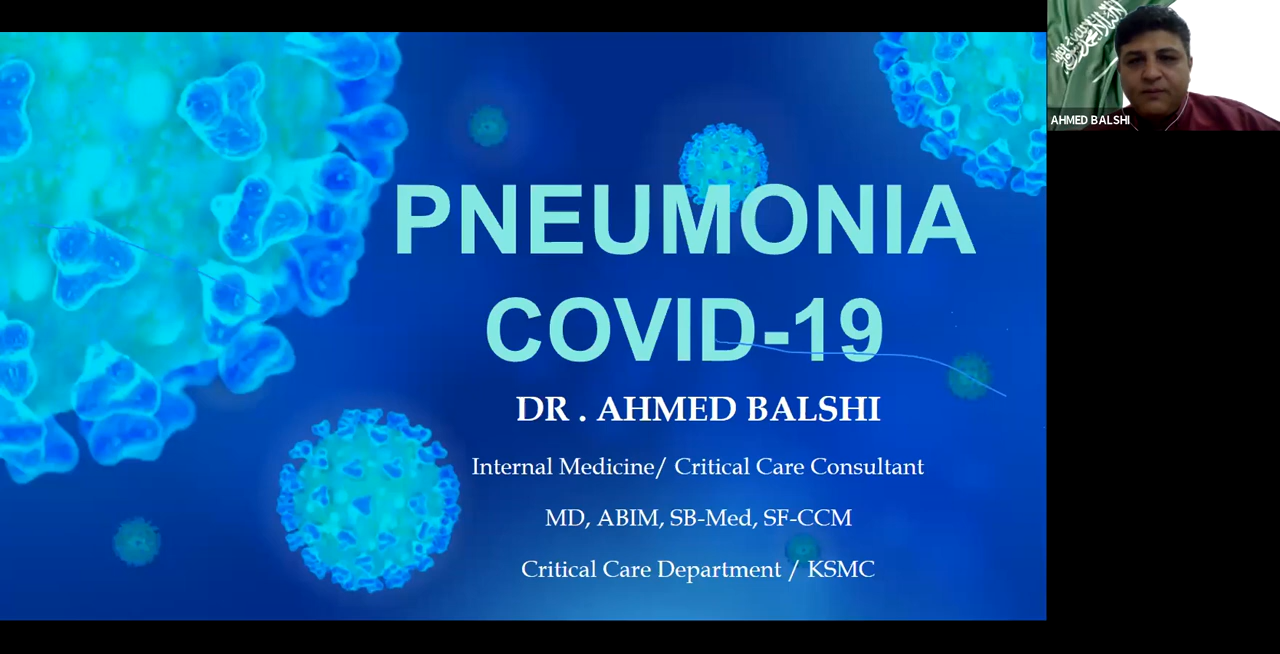 PNEUMONIA
COVID-19
DR . AHMED BALSHI
Internal Medicine/ Critical Care Consultant
MD, ABIM, SB-Med, SF-CCM
Critical Care Department / KSMC
AHMED BALSHI